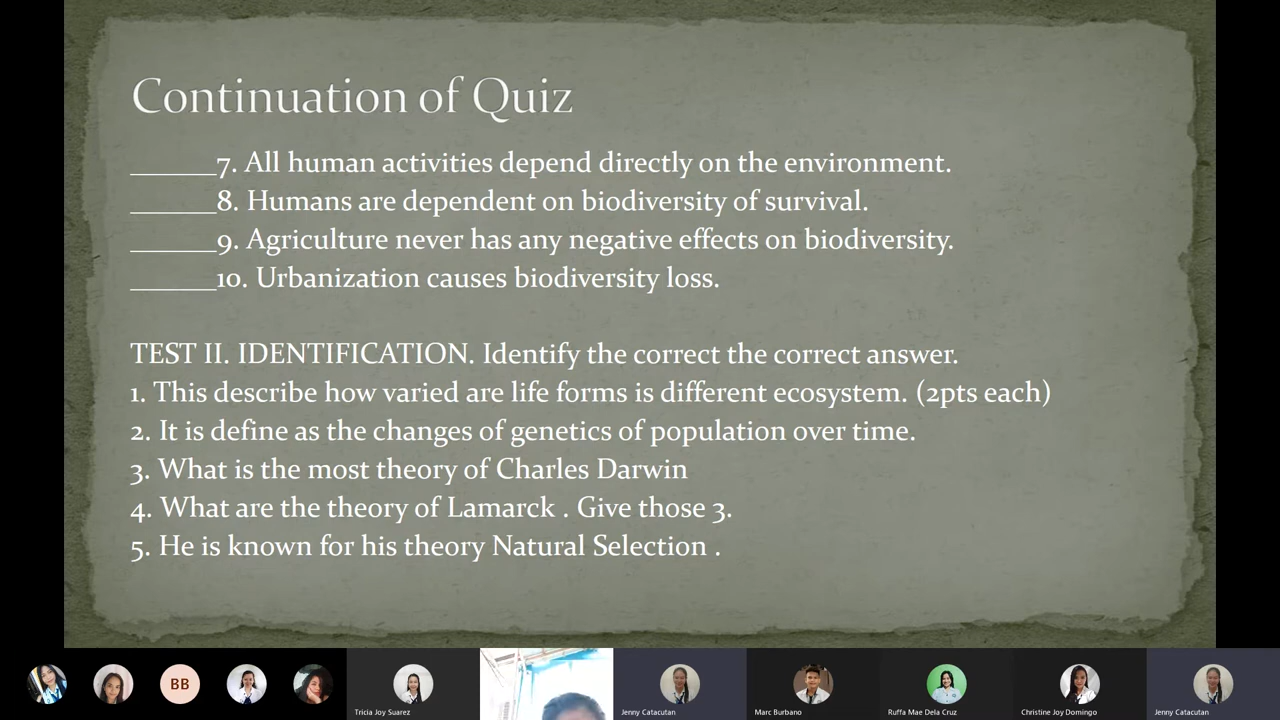 Continuation of Quiz
______7. All human activities depend directly on the environment.
______8. Humans are dependent on biodiversity of survival.
______9. Agriculture never has any negative effects on biodiversity.
______10. Urbanization causes biodiversity loss.
TEST II. IDENTIFICATION. Identify the correct the correct answer.
1. This describe how varied are life forms is different ecosystem. (2pts each)
2. It is define as the changes of genetics of population over time.
3. What is the most theory of Charles Darwin
4. What are the theory of Lamarck . Give those 3.
5. He is known for his theory Natural Selection .
BB
Tricia Joy Suarez
Jenny Catacutan
Marc Burbano
Ruffa Mae Dela Cruz
Christine Joy Domingo
Jenny Catacutan